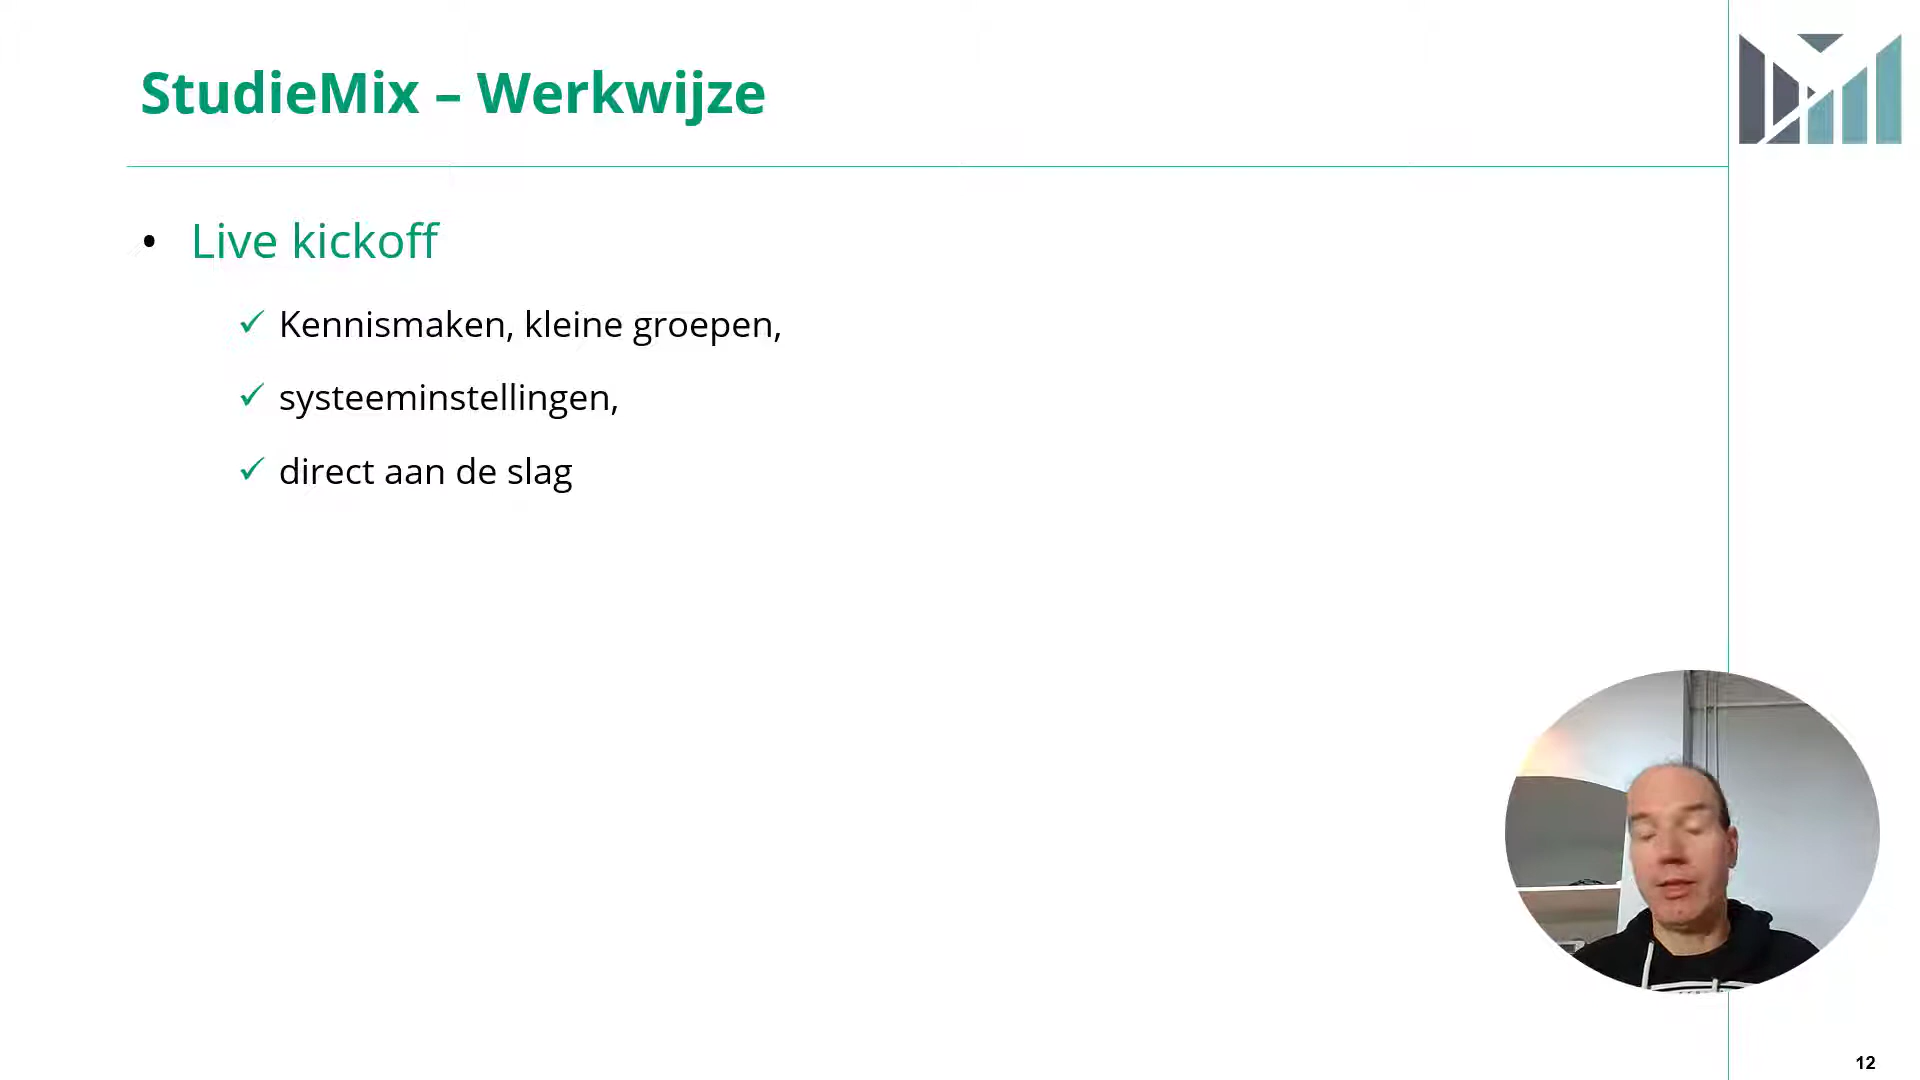 StudieMix – Werkwijze
• Live kickoff
✓ Kennismaken, kleine groepen,
✓ systeeminstellingen,
✓ direct aan de slag
12